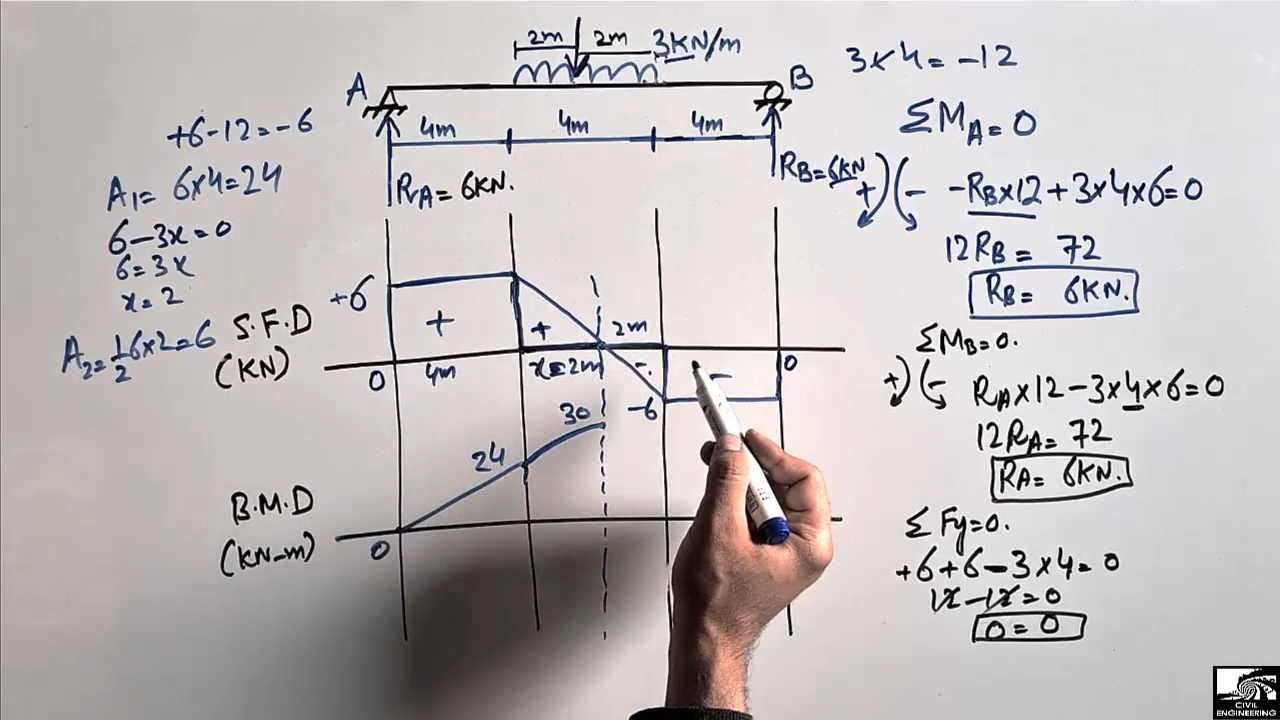 2m 2m 3KN/m
A B
4m 4m 4m
RA= 6KN.
RB=6KN
+6-12=-6
A1= 6x4=24
6-3x=0
6=3x
x=2
A2=1/2 6x2=6
3x4=-12
ΣMA=0
+ - -RBx12+3x4x6=0
12RB= 72
RB= 6KN.
ΣMB=0.
+ - RAx12-3x4x6=0
12RA= 72
RA= 6KN.
ΣFy=0.
+6+6-3x4=0
12-12=0
0=0
S.F.D
(KN)
+6
+ + 2m
0 4m x=2m - - 0
-6
B.M.D
(KN-m)
0 24 30
CIVIL
ENGINEERING